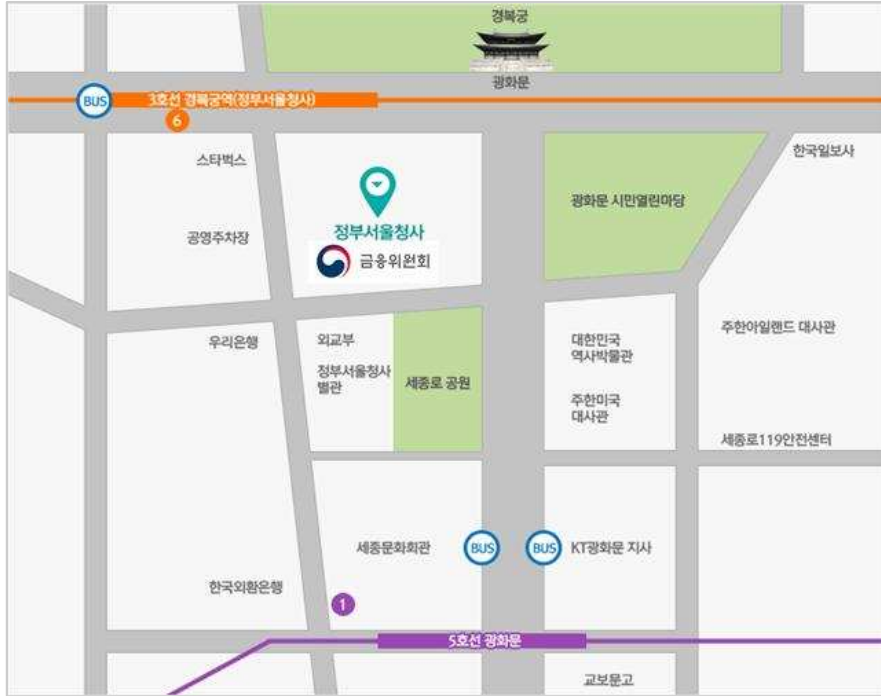 경복궁
광화문
BUS
3호선 경복궁역(정부서울청사)
6
스타벅스
한국일보사
광화문 시민열린마당
정부서울청사
공영주차장
금융위원회
우리은행
외교부
정부서울청사
별관
세종로 공원
대한민국
역사박물관
주한미국
대사관
주한아일랜드 대사관
세종로119안전센터
세종문화회관
BUS
BUS
KT광화문 지사
한국외환은행
1
5호선 광화문
교보문고